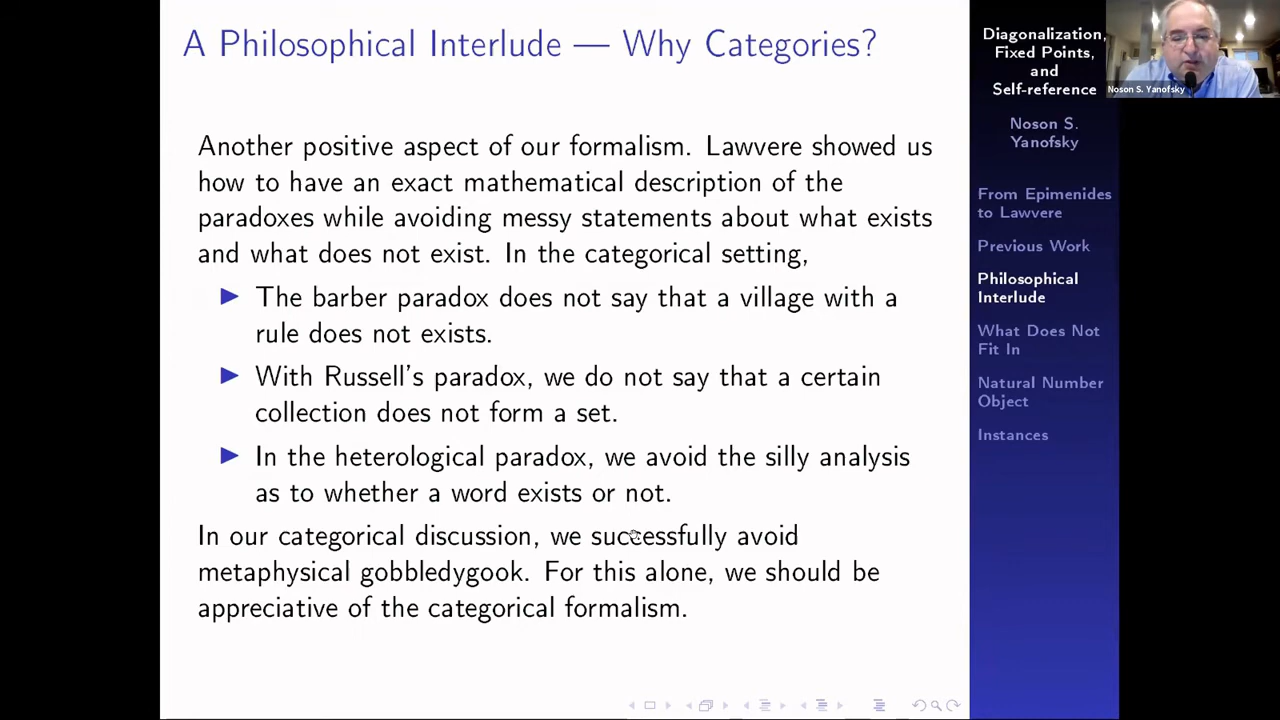 A Philosophical Interlude — Why Categories?
Another positive aspect of our formalism. Lawvere showed us
how to have an exact mathematical description of the
paradoxes while avoiding messy statements about what exists
and what does not exist. In the categorical setting,
The barber paradox does not say that a village with a
rule does not exists.
With Russell's paradox, we do not say that a certain
collection does not form a set.
In the heterological paradox, we avoid the silly analysis
as to whether a word exists or not.
In our categorical discussion, we successfully avoid
metaphysical gobbledygook. For this alone, we should be
appreciative of the categorical formalism.
Diagonalization,
Fixed Points,
and
Self-reference
Noson S.
Yanofsky
From Epimenides
to Lawvere
Previous Work
Philosophical
Interlude
What Does Not
Fit In
Natural Number
Object
Instances
Noson S. Yanofsky